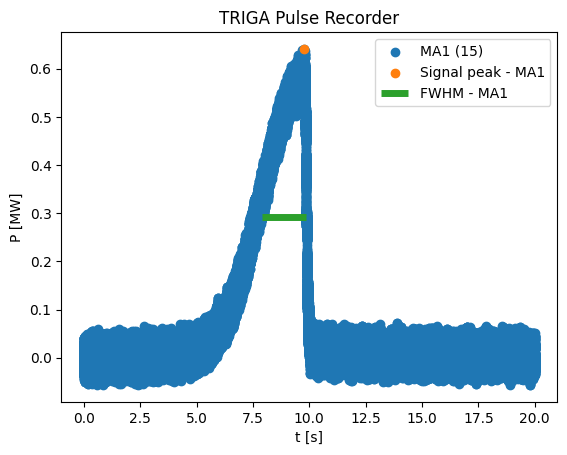 TRIGA Pulse Recorder
MA1 (15)
Signal peak - MA1
FWHM - MA1
P [MW]
0.6
0.5
0.4
0.3
0.2
0.1
0.0
0.0 2.5 5.0 7.5 10.0 12.5 15.0 17.5 20.0
t [s]